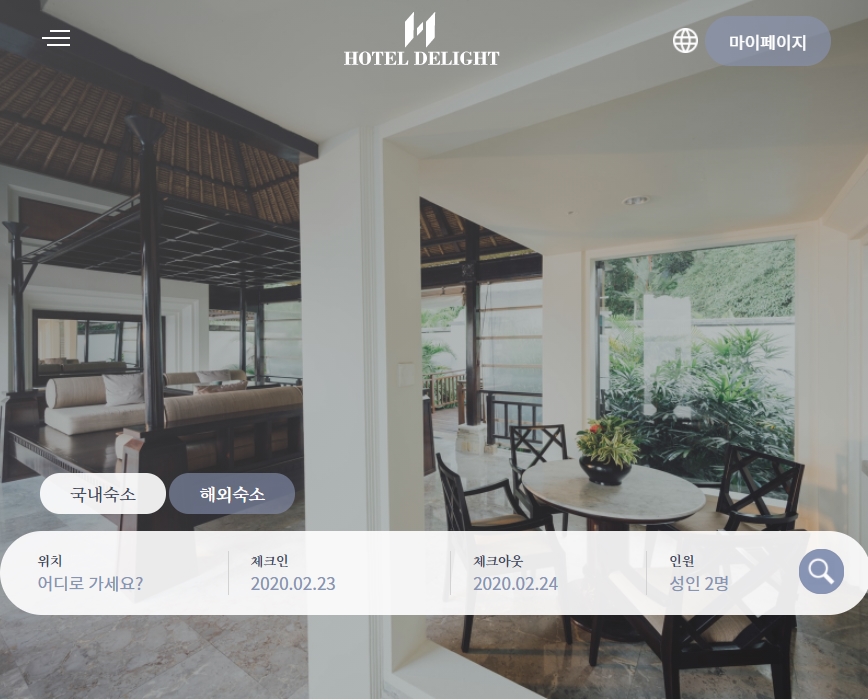 HOTEL DELIGHT
마이페이지
국내숙소
해외숙소
위치
어디로 가세요?
체크인
2020.02.23
체크아웃
2020.02.24
인원
성인 2명